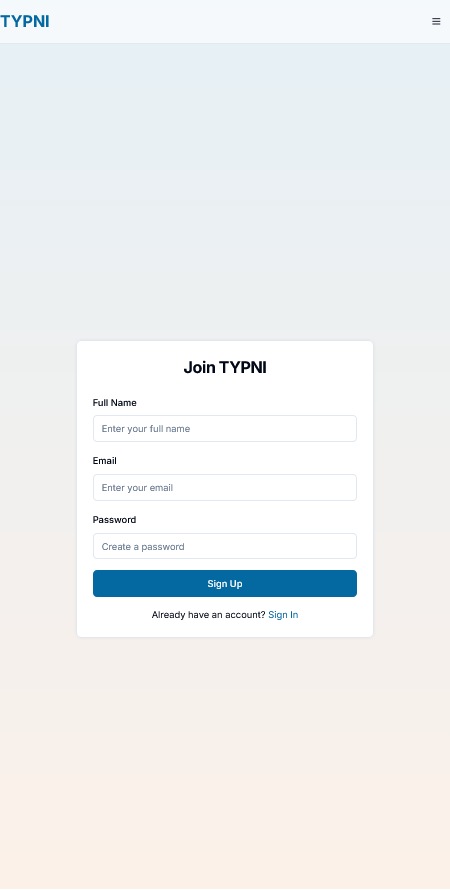 TYPNI
Join TYPNI
Full Name
Enter your full name
Email
Enter your email
Password
Create a password
Sign Up
Already have an account? Sign In